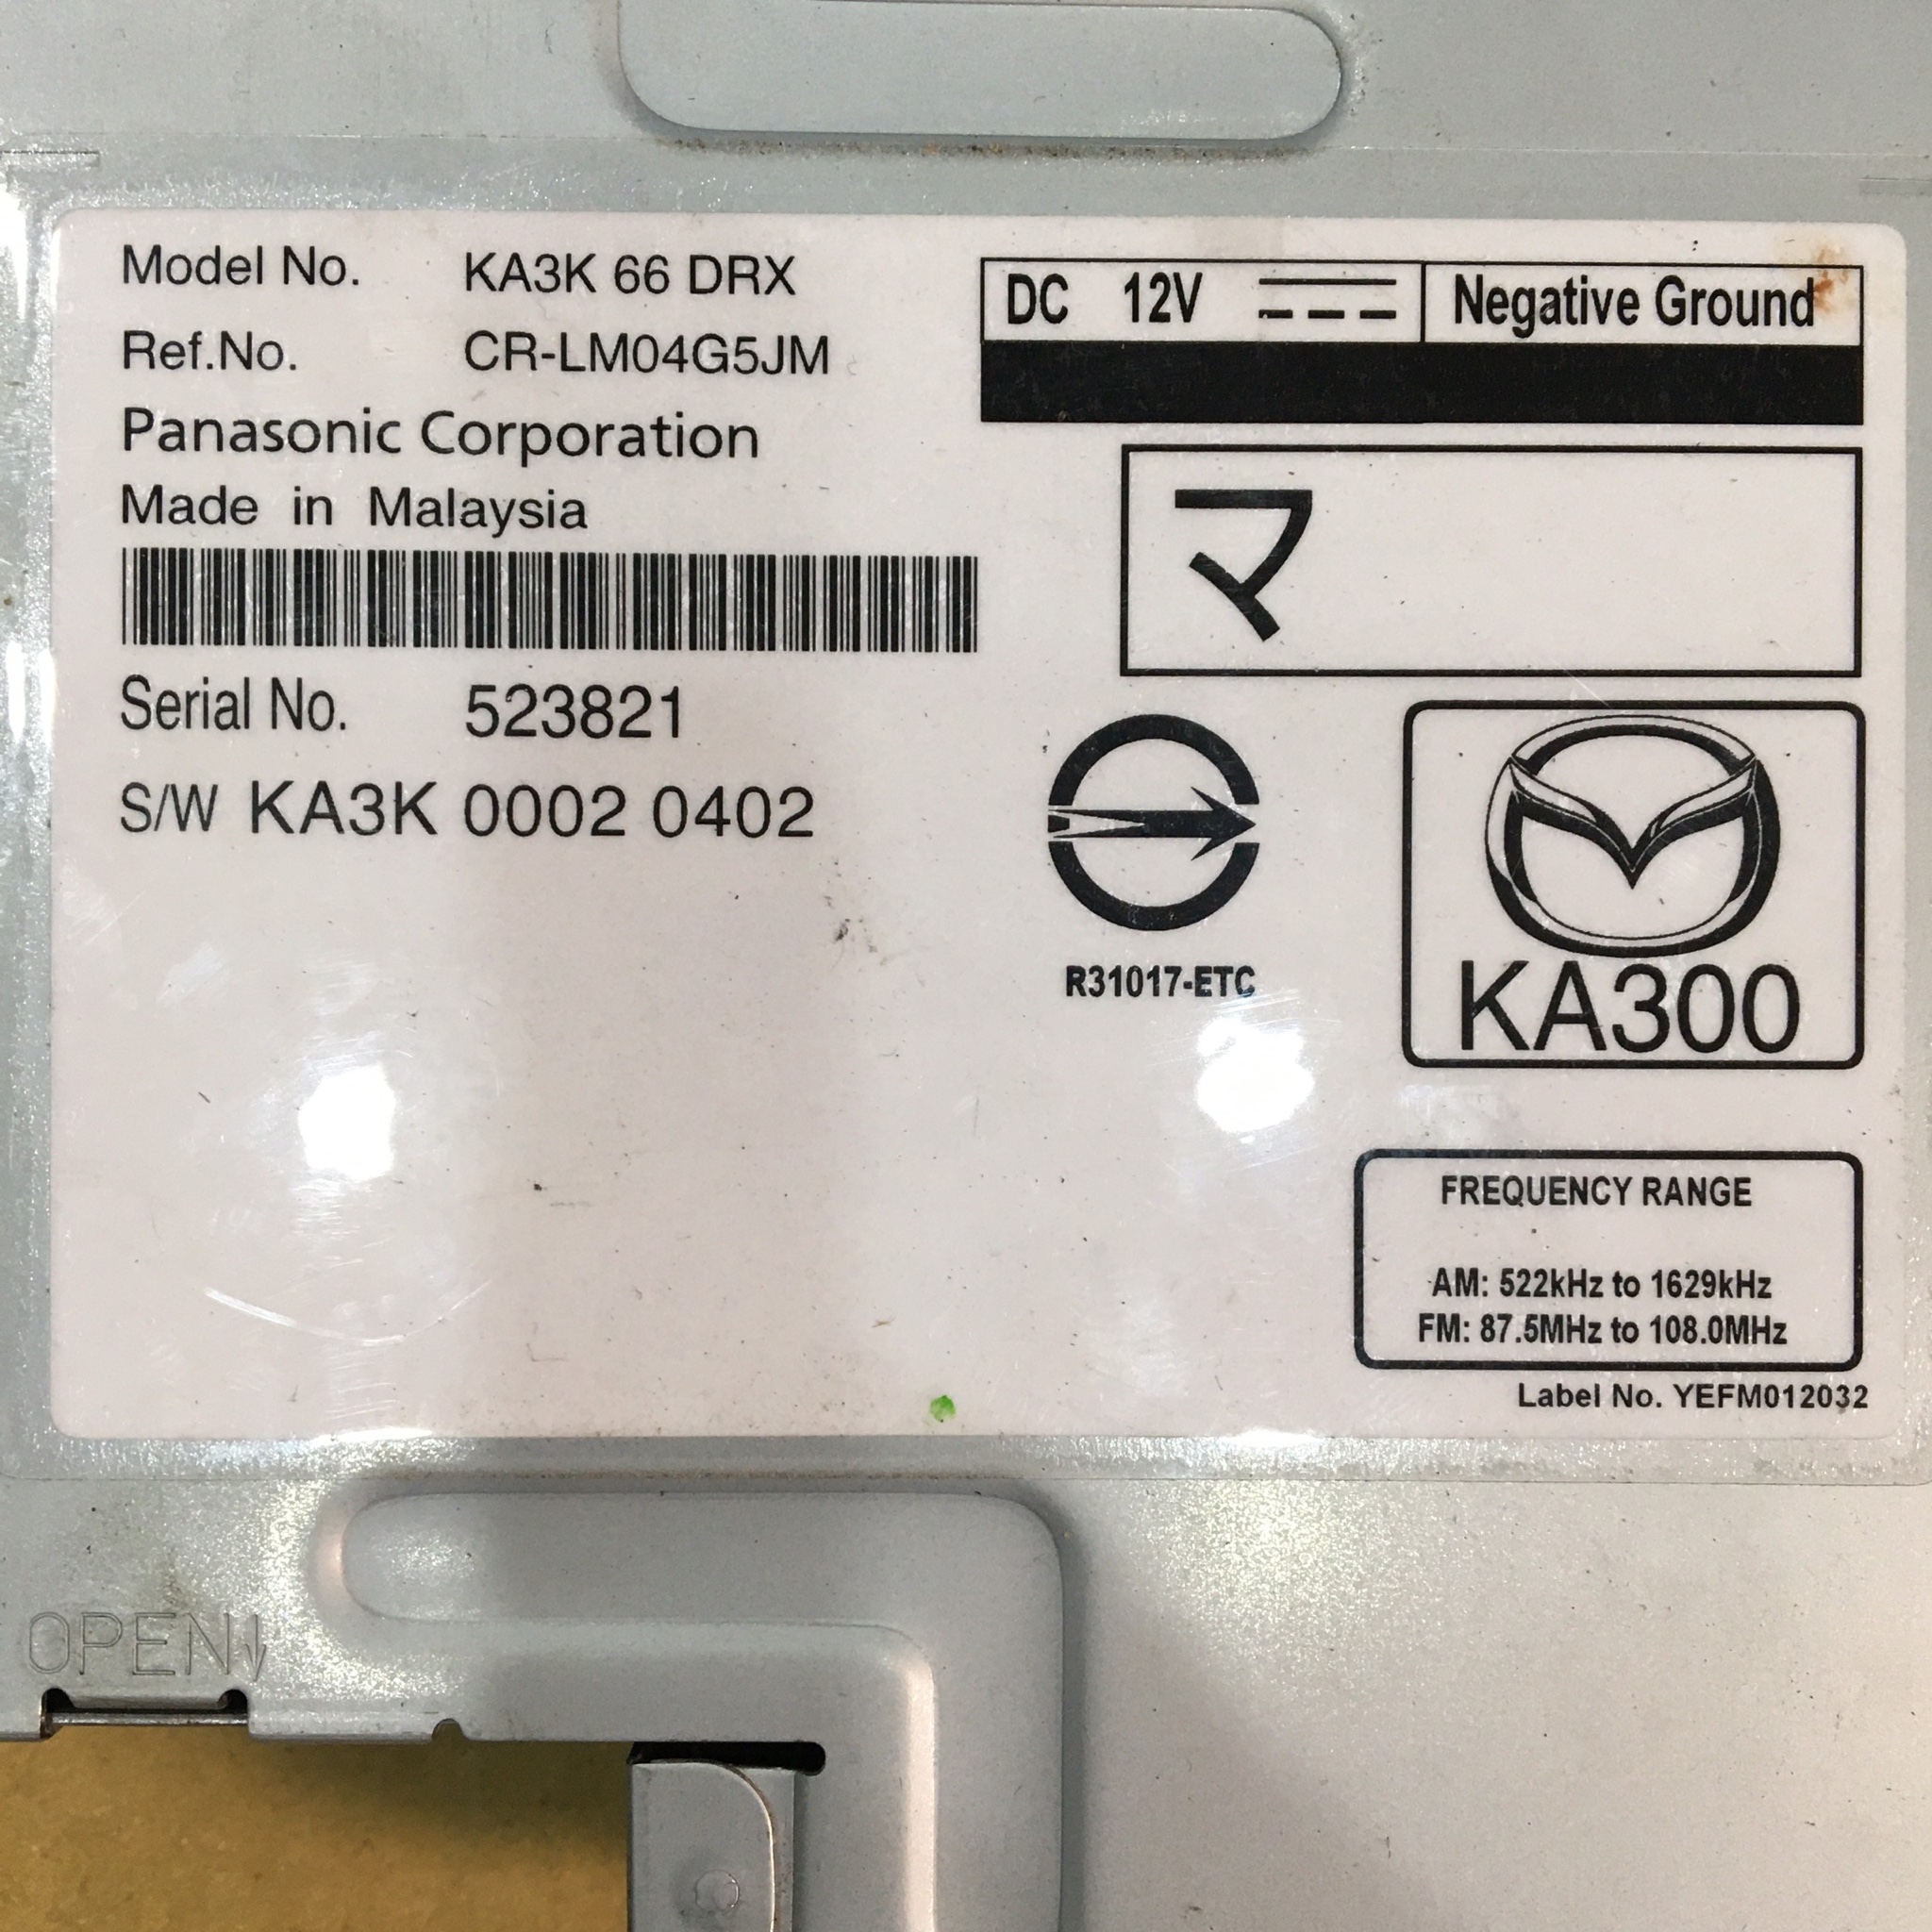 Model No. KA3K 66 DRX
Ref.No. CR-LM04G5JM
Panasonic Corporation
Made in Malaysia
Serial No. 523821
S/W KA3K 0002 0402
DC 12V Negative Ground
マ
R31017-ETC
KA300
FREQUENCY RANGE
AM: 522kHz to 1629kHz
FM: 87.5MHz to 108.0MHz
Label No. YEFM012032
OPEN↓